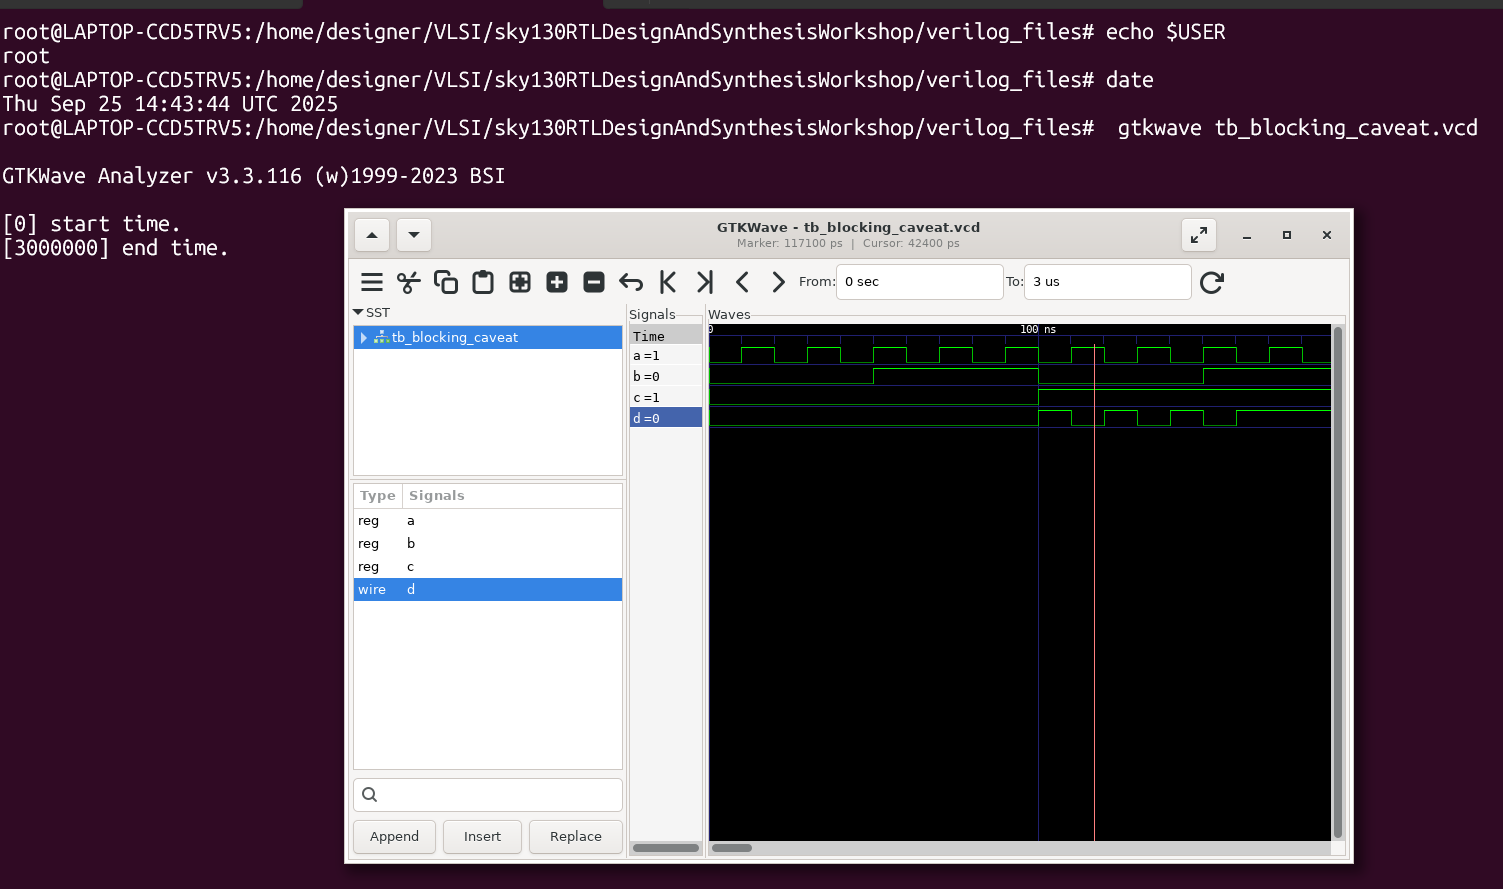 root@LAPTOP-CCD5TRV5:/home/designer/VLSI/sky130RTLDesignAndSynthesisWorkshop/verilog_files# echo $USER
root
root@LAPTOP-CCD5TRV5:/home/designer/VLSI/sky130RTLDesignAndSynthesisWorkshop/verilog_files# date
Thu Sep 25 14:43:44 UTC 2025
root@LAPTOP-CCD5TRV5:/home/designer/VLSI/sky130RTLDesignAndSynthesisWorkshop/verilog_files#  gtkwave tb_blocking_caveat.vcd
GTKWave Analyzer v3.3.116 (w)1999-2023 BSI
[0] start time.
[3000000] end time.
GTKWave - tb_blocking_caveat.vcd
Marker: 117100 ps | Cursor: 42400 ps
From: 0 sec To: 3 us
SST
tb_blocking_caveat
Type Signals
reg a
reg b
reg c
wire d
Append Insert Replace
Signals
Time
a=1
b=0
c=1
d=0
Waves
0 100 ns